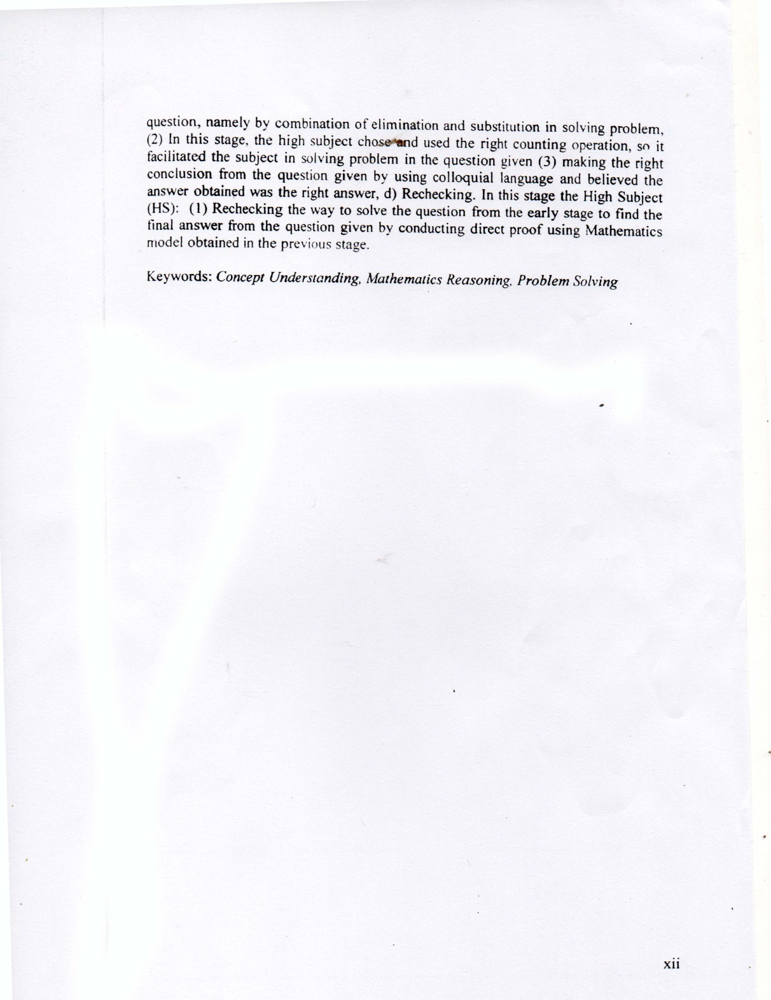 question, namely by combination of elimination and substitution in solving problem,
(2) In this stage, the high subject chose and used the right counting operation, so it
facilitated the subject in solving problem in the question given (3) making the right
conclusion from the question given by using colloquial language and believed the
answer obtained was the right answer, d) Rechecking. In this stage the High Subject
(HS): (1) Rechecking the way to solve the question from the early stage to find the
final answer from the question given by conducting direct proof using Mathematics
model obtained in the previous stage.
Keywords: Concept Understanding, Mathematics Reasoning, Problem Solving
xii